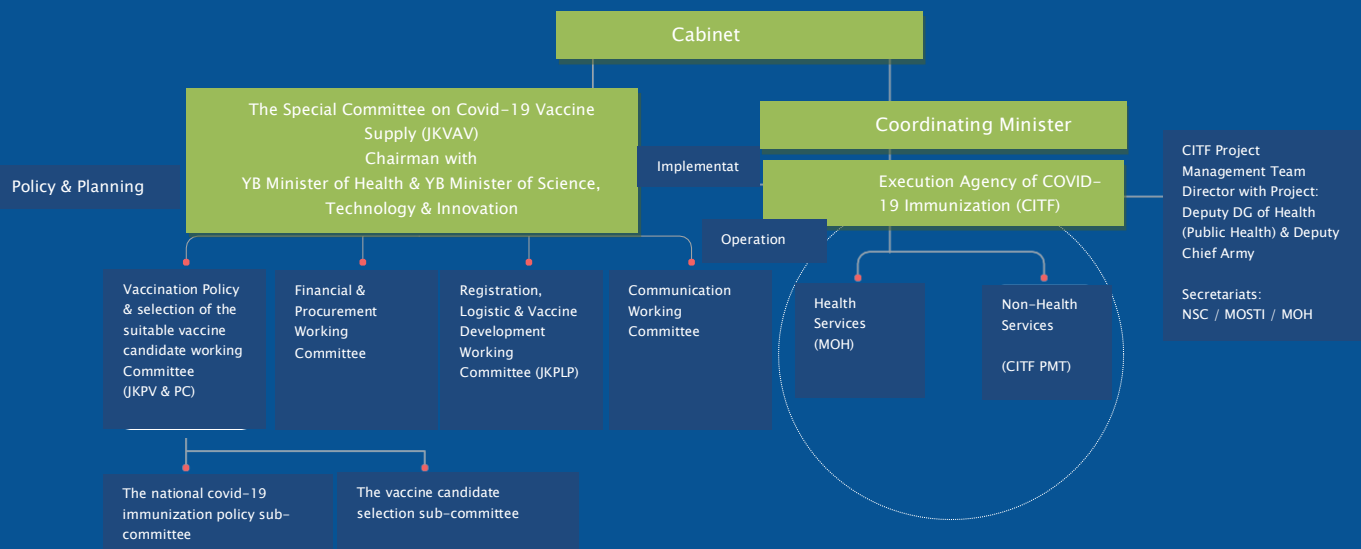 Cabinet
The Special Committee on Covid-19 Vaccine
Supply (JKVAV)
Chairman with
YB Minister of Health & YB Minister of Science,
Technology & Innovation
Coordinating Minister
Policy & Planning
Implementat
Execution Agency of COVID-
19 Immunization (CITF)
CITF Project
Management Team
Director with Project:
Deputy DG of Health
(Public Health) & Deputy
Chief Army
Secretariats:
NSC / MOSTI / MOH
Operation
Vaccination Policy
& selection of the
suitable vaccine
candidate working
Committee
(JKPV & PC)
Financial &
Procurement
Working
Committee
Registration,
Logistic & Vaccine
Development
Working
Committee (JKPLP)
Communication
Working
Committee
Health
Services
(MOH)
Non-Health
Services
(CITF PMT)
The national covid-19
immunization policy sub-
committee
The vaccine candidate
selection sub-committee